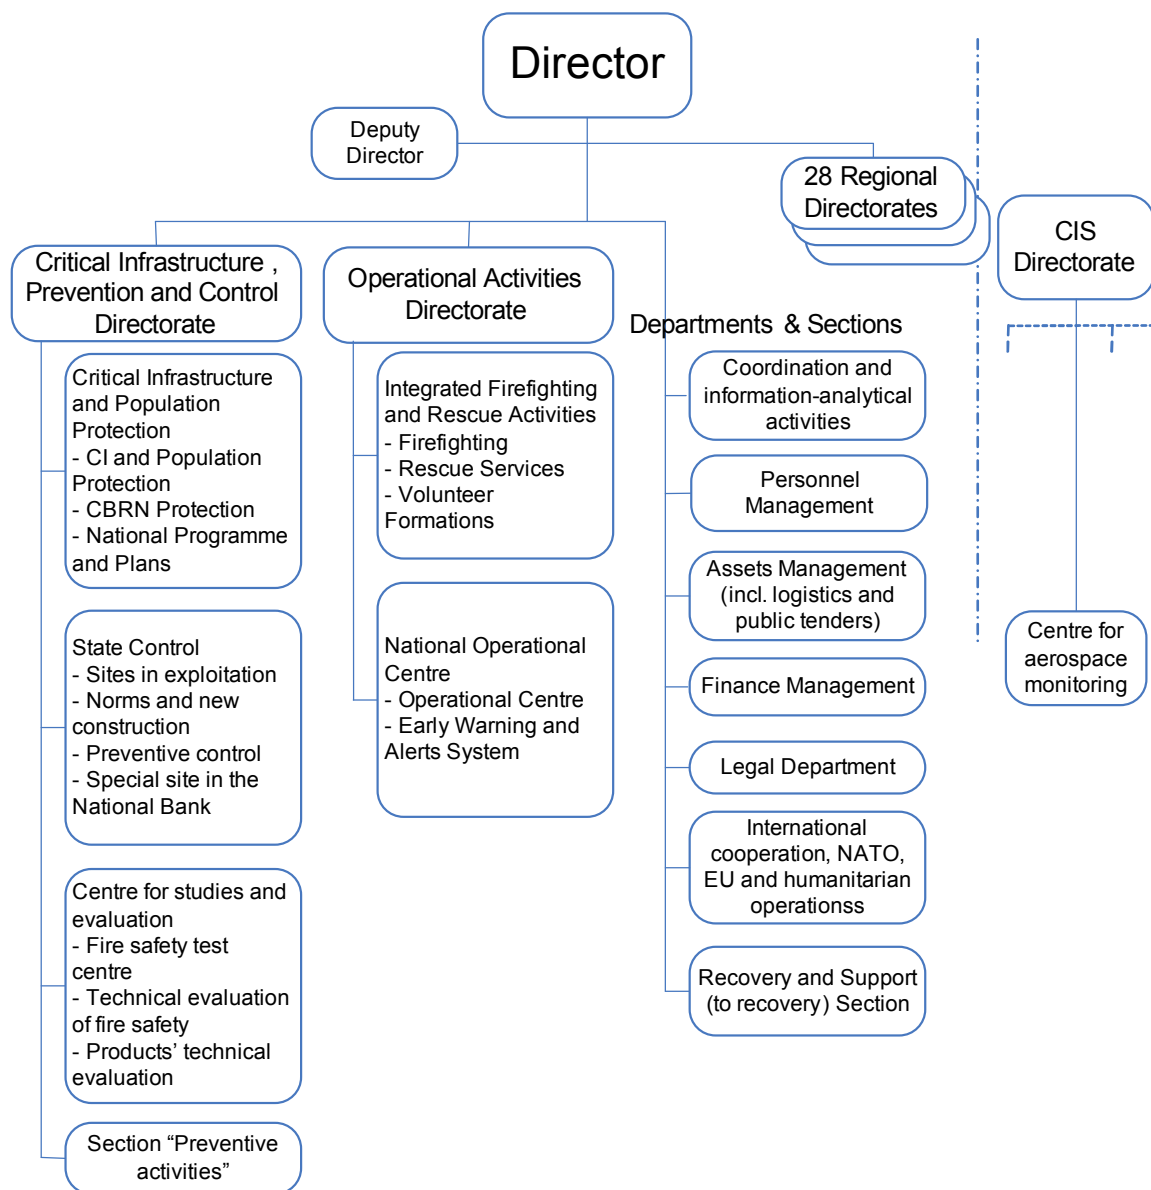 Director
Deputy
Director
28 Regional
Directorates
CIS
Directorate
Critical Infrastructure ,
Prevention and Control
Directorate
Operational Activities
Directorate
Departments & Sections
Critical Infrastructure
and Population
Protection
- CI and Population
Protection
- CBRN Protection
- National Programme
and Plans
State Control
- Sites in exploitation
- Norms and new
construction
- Preventive control
- Special site in the
National Bank
Centre for studies and
evaluation
- Fire safety test
centre
- Technical evaluation
of fire safety
- Products’ technical
evaluation
Section “Preventive
activities”
Integrated Firefighting
and Rescue Activities
- Firefighting
- Rescue Services
- Volunteer
Formations
National Operational
Centre
- Operational Centre
- Early Warning and
Alerts System
Coordination and
information-analytical
activities
Personnel
Management
Assets Management
(incl. logistics and
public tenders)
Finance Management
Legal Department
International
cooperation, NATO,
EU and humanitarian
operationss
Recovery and Support
(to recovery) Section
Centre for
aerospace
monitoring